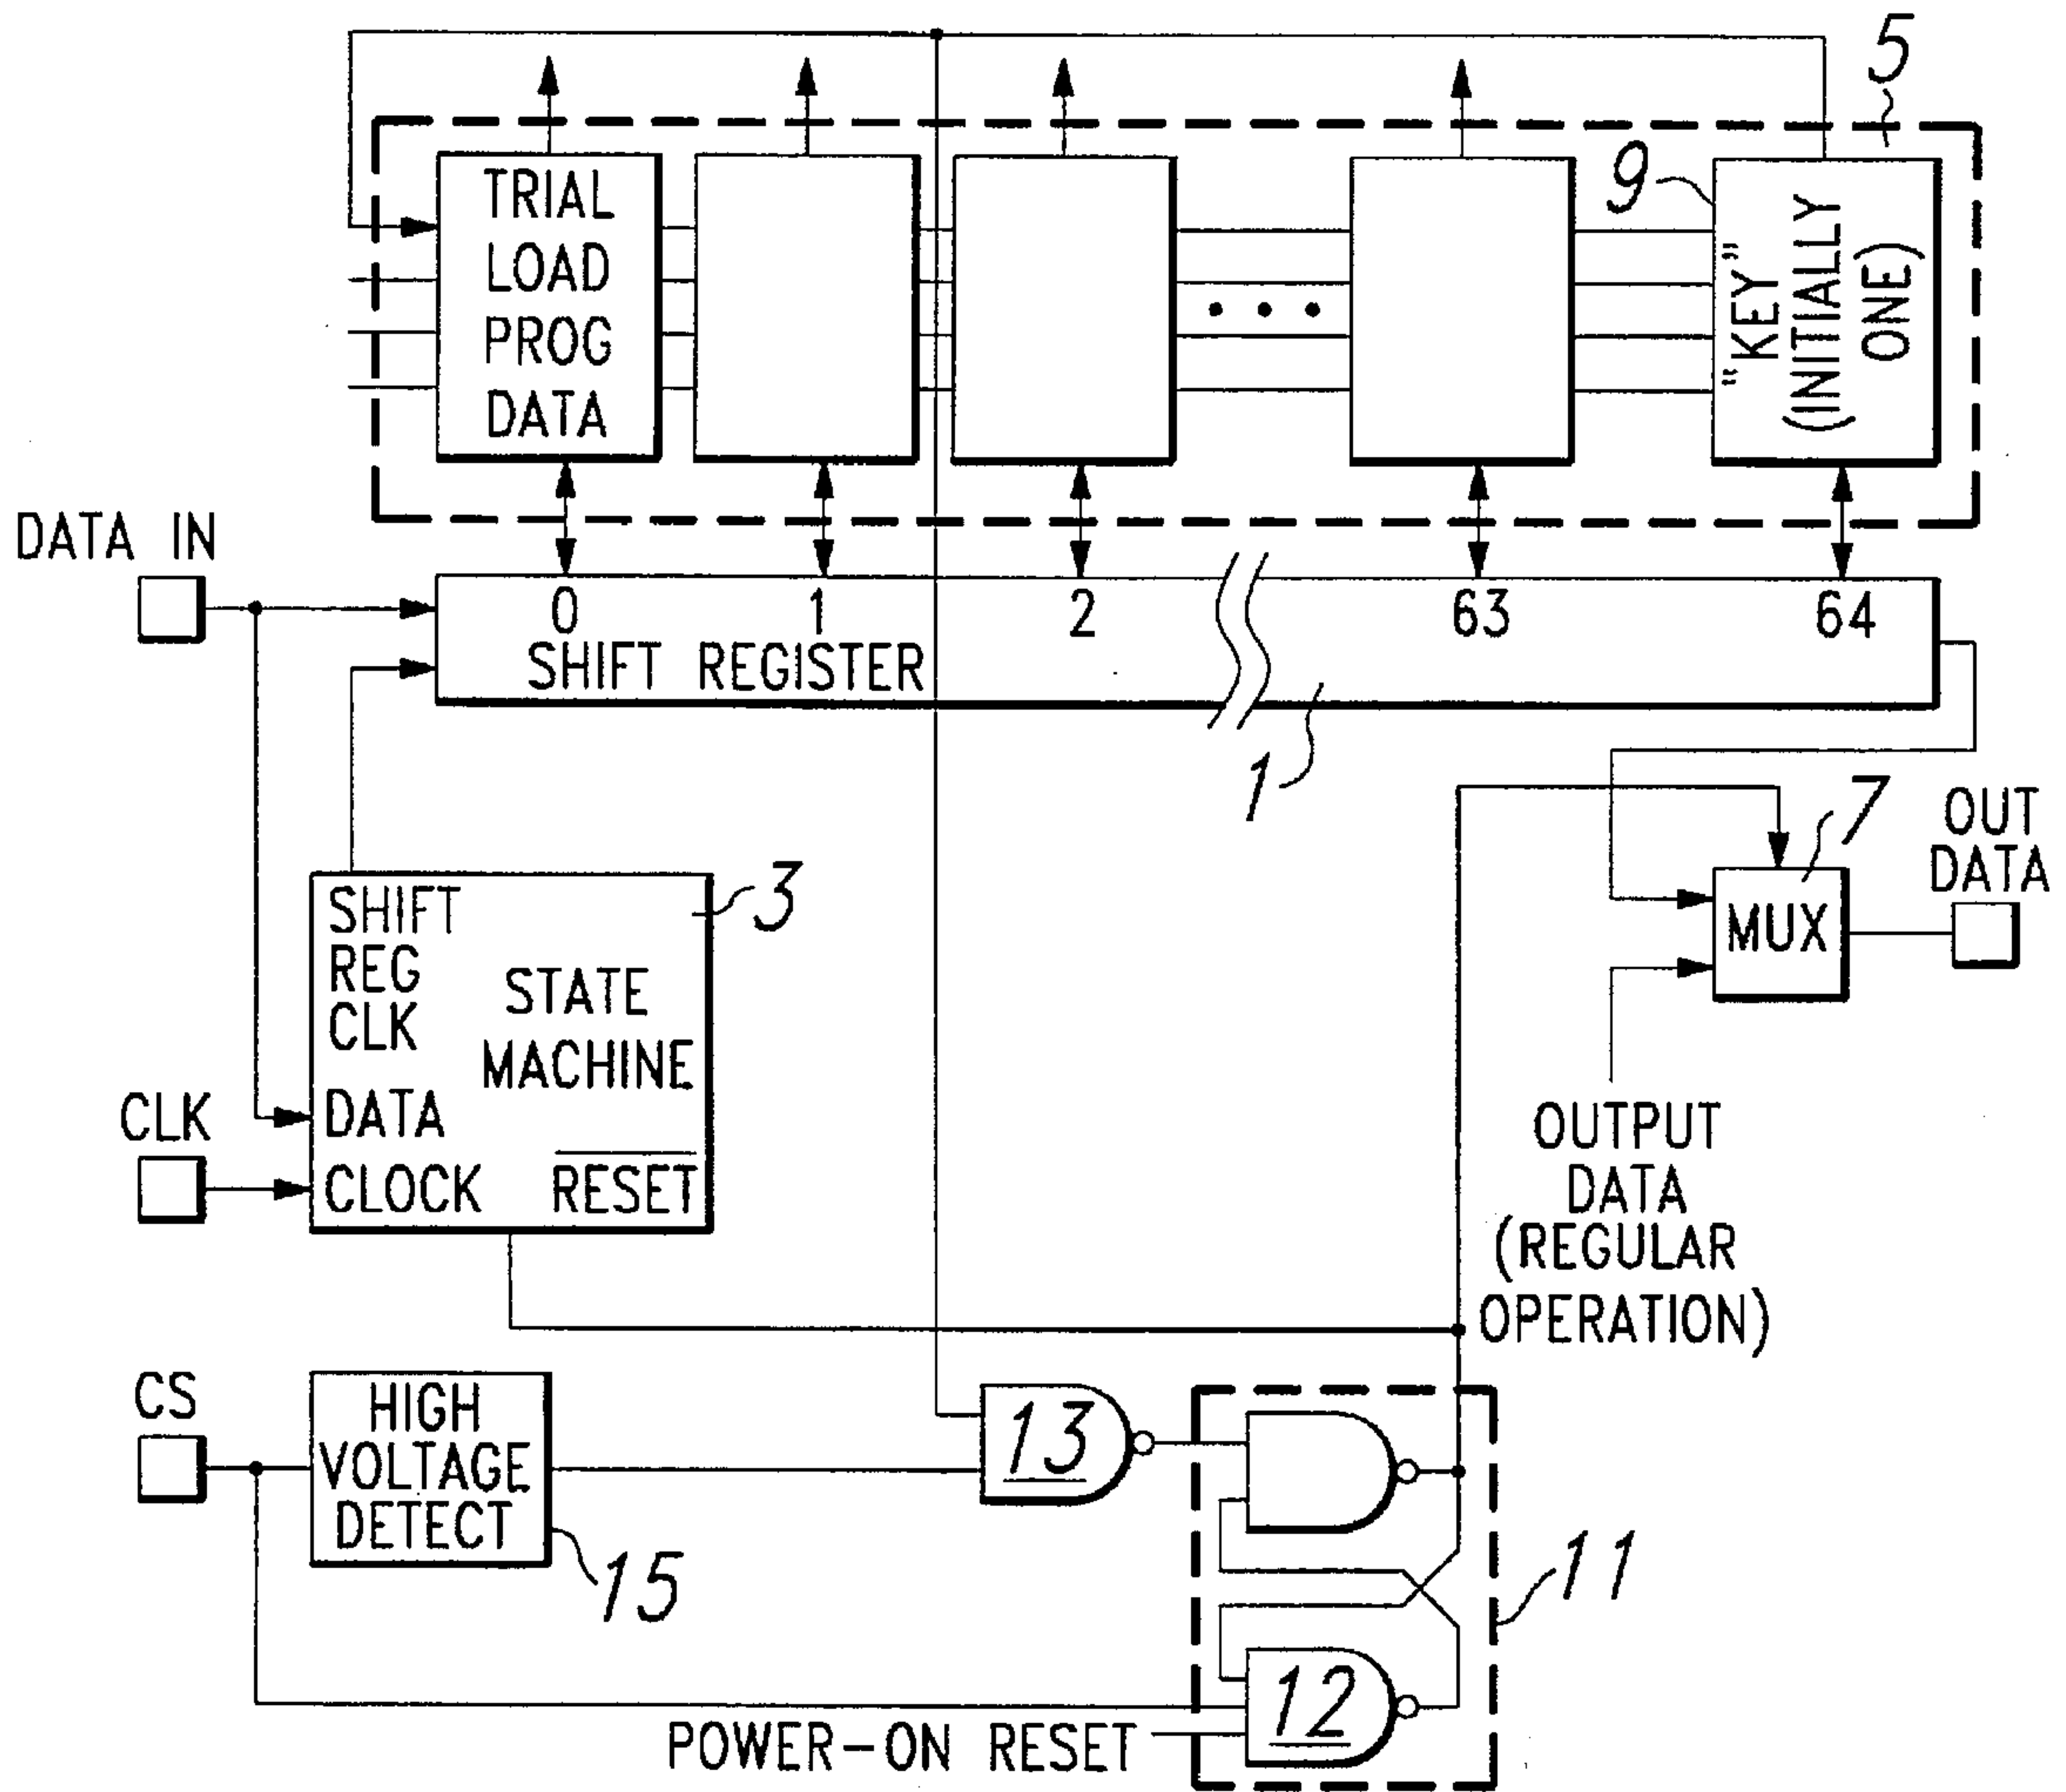 5
TRIAL
LOAD
PROG
DATA
9
"KEY"
(INITIALLY
ONE)
DATA IN
0
1
2
63
64
SHIFT REGISTER
1
7
OUT
DATA
MUX
SHIFT
REG
CLK
3
STATE
MACHINE
DATA
CLK
CLOCK
RESET
OUTPUT
DATA
(REGULAR
OPERATION)
CS
HIGH
VOLTAGE
DETECT
13
15
11
12
POWER-ON RESET